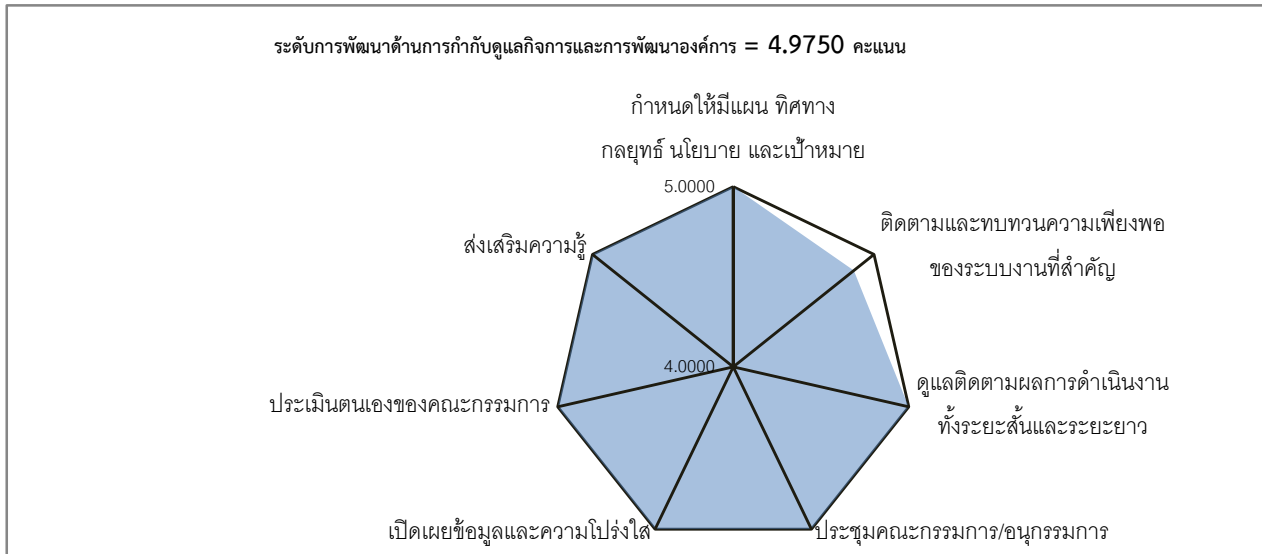 ระดับการพัฒนาด้านการกำกับดูแลกิจการและการพัฒนาองค์การ = 4.9750 คะแนน
กำหนดให้มีแผน ทิศทาง
กลยุทธ์ นโยบาย และเป้าหมาย
5.0000
ติดตามและทบทวนความเพียงพอ
ของระบบงานที่สำคัญ
ส่งเสริมความรู้
4.0000
ดูแลติดตามผลการดำเนินงาน
ทั้งระยะสั้นและระยะยาว
ประเมินตนเองของคณะกรรมการ
เปิดเผยข้อมูลและความโปร่งใส
ประชุมคณะกรรมการ/อนุกรรมการ